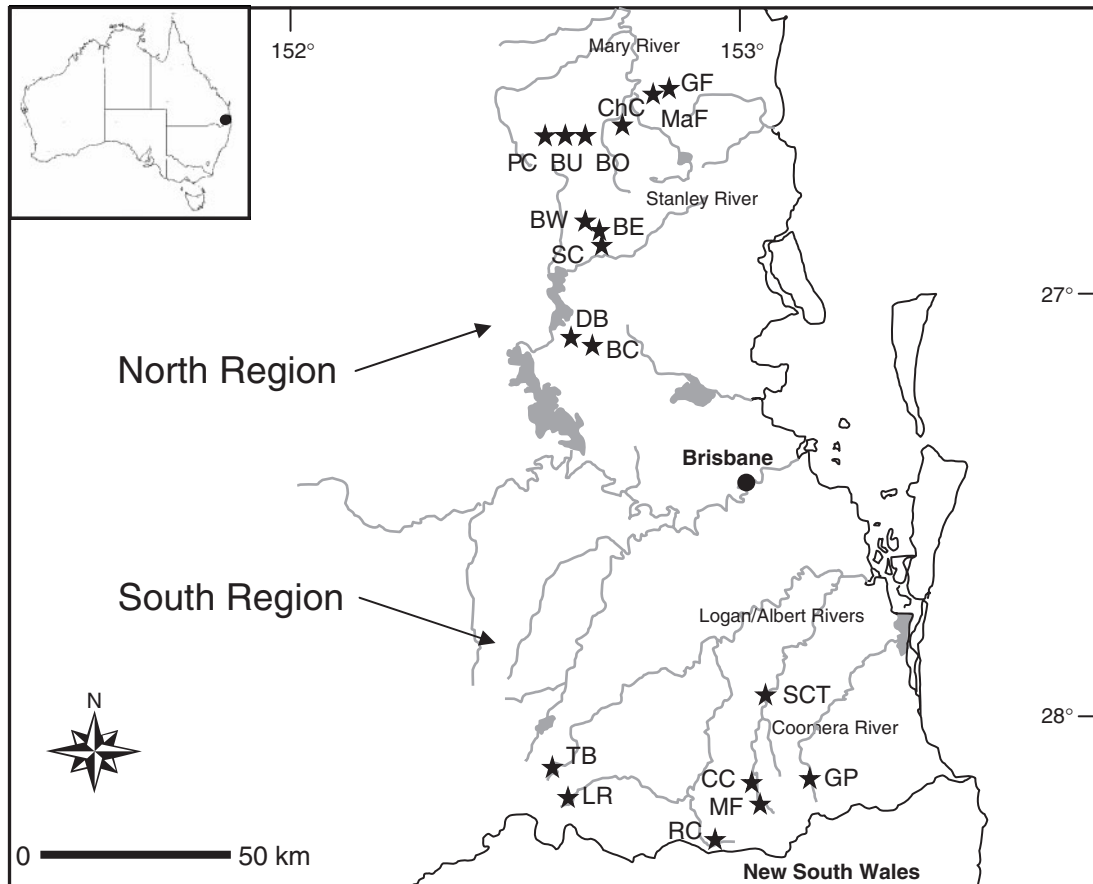 152°
153°
Mary River
GF
ChC
MaF
PC BU BO
Stanley River
BW
BE
SC
27°
DB
BC
North Region
Brisbane
South Region
Logan/Albert Rivers
SCT
28°
Coomera River
N
TB
CC
GP
LR
MF
RC
0 50 km
New South Wales